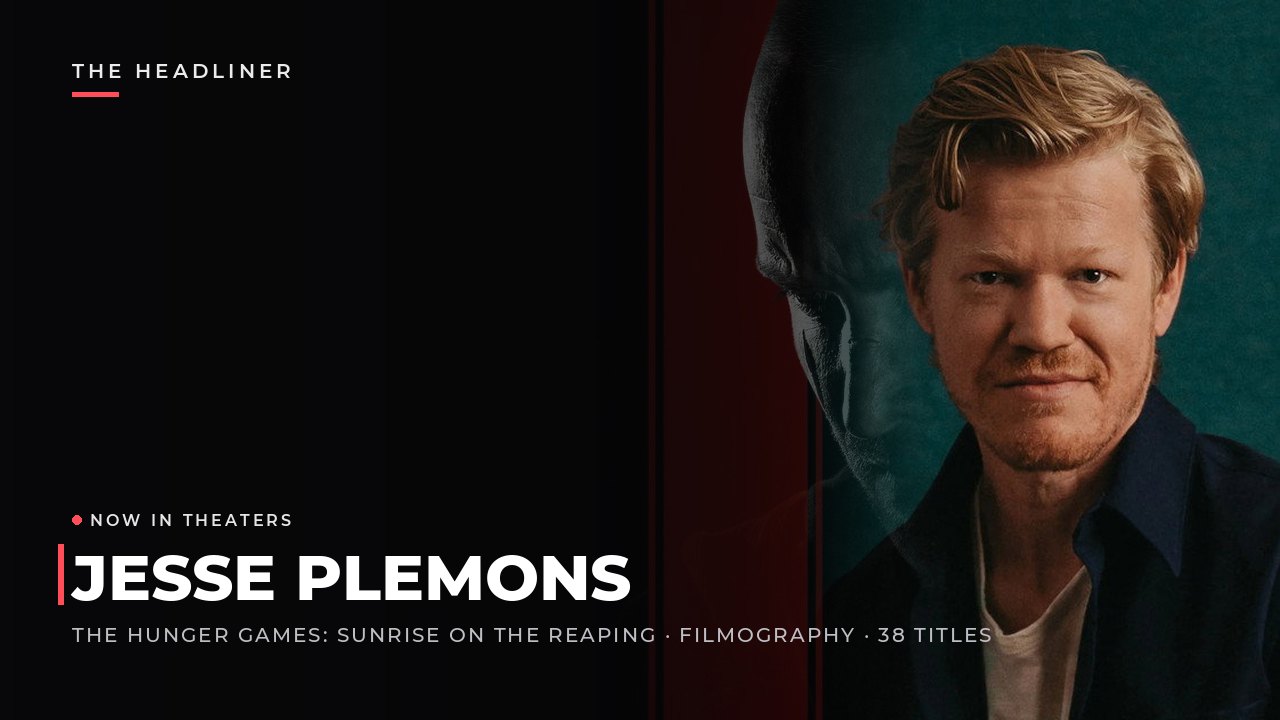 THE HEADLINER
NOW IN THEATERS
JESSE PLEMONS
THE HUNGER GAMES: SUNRISE ON THE REAPING · FILMOGRAPHY · 38 TITLES